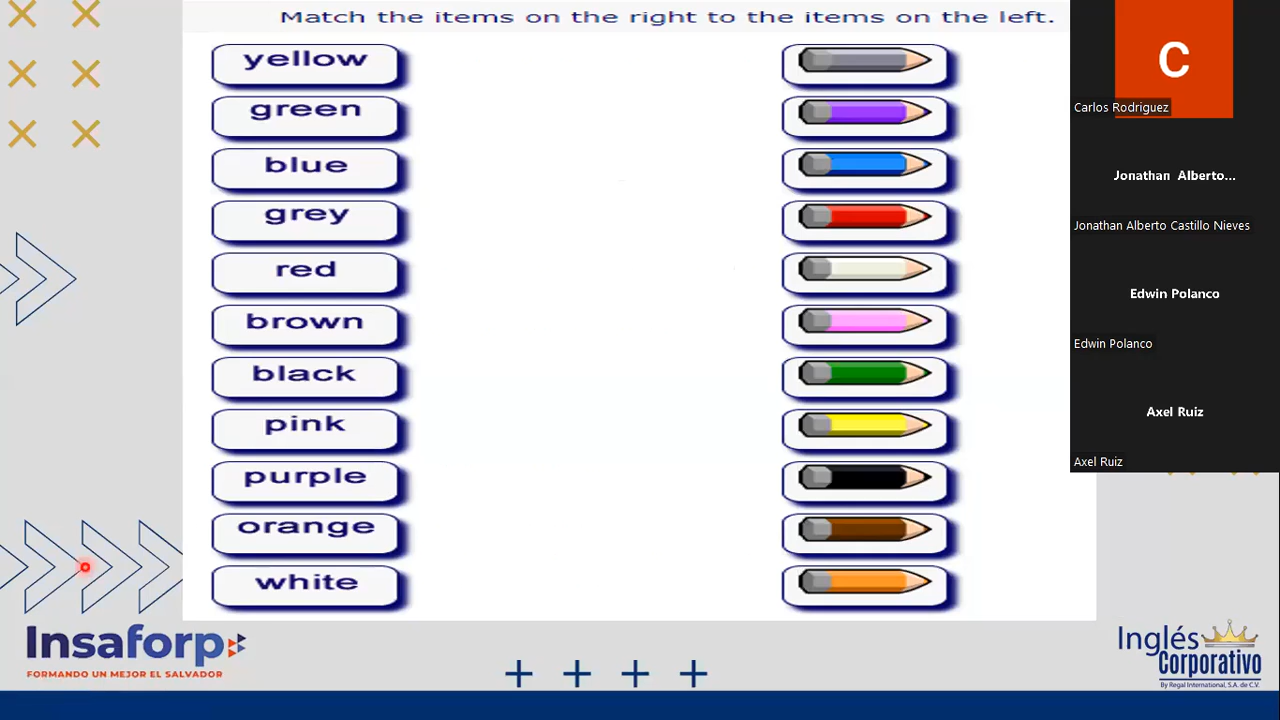 Match the items on the right to the items on the left.
yellow
green
blue
grey
red
brown
black
pink
purple
orange
white
C
Carlos Rodriguez
Jonathan Alberto...
Jonathan Alberto Castillo Nieves
Edwin Polanco
Edwin Polanco
Axel Ruiz
Axel Ruiz
Insaforp
FORMANDO UN MEJOR EL SALVADOR
Inglés
Corporativo
By Regal International, S.A. de C.V.